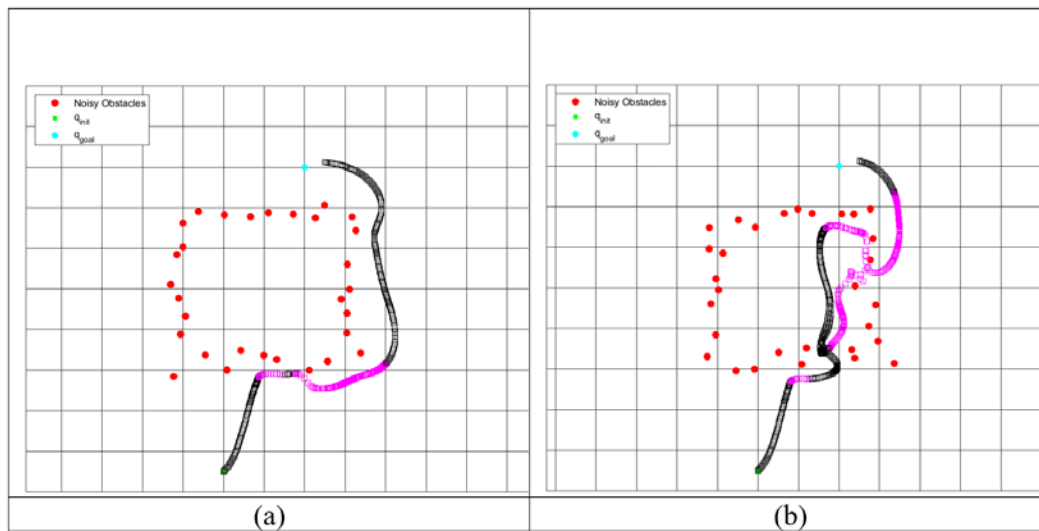 Noisy Obstacles
q_init
q_goal
Noisy Obstacles
q_init
q_goal
(a)
(b)